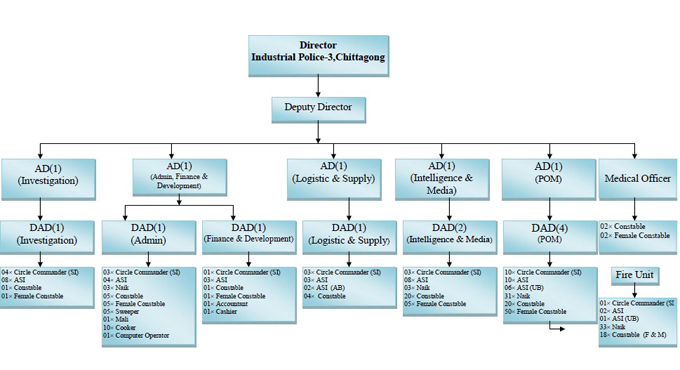 Director
Industrial Police-3,Chittagong
Deputy Director
AD(1)
(Investigation)
AD(1)
(Admin, Finance &
Development)
AD(1)
(Logistic & Supply)
AD(1)
(Intelligence &
Media)
AD(1)
(POM)
Medical Officer
DAD(1)
(Investigation)
DAD(1)
(Admin)
DAD(1)
(Finance & Development)
DAD(1)
(Logistic & Supply)
DAD(2)
(Intelligence & Media)
DAD(4)
(POM)
02× Constable
02× Female Constable
04× Circle Commander (SI)
08× ASI
01× Constable
01× Female Constable
03× Circle Commander (SI)
04× ASI
03× Naik
05× Constable
05× Female Constable
05× Sweeper
01× Mali
10× Cooker
01× Computer Operator
01× Circle Commander (SI)
03× ASI
01× Constable
01× Female Constable
01× Accountant
01× Cashier
03× Circle Commander (SI)
03× ASI
02× ASI (AB)
04× Constable
03× Circle Commander (SI)
08× ASI
03× Naik
20× Constable
05× Female Constable
10× Circle Commander (SI)
10× ASI
06× ASI (UB)
31× Naik
20× Constable
50× Female Constable
Fire Unit
01× Circle Commander (SI
02× ASI
01× ASI (UB)
33× Naik
18× Constable (F & M)